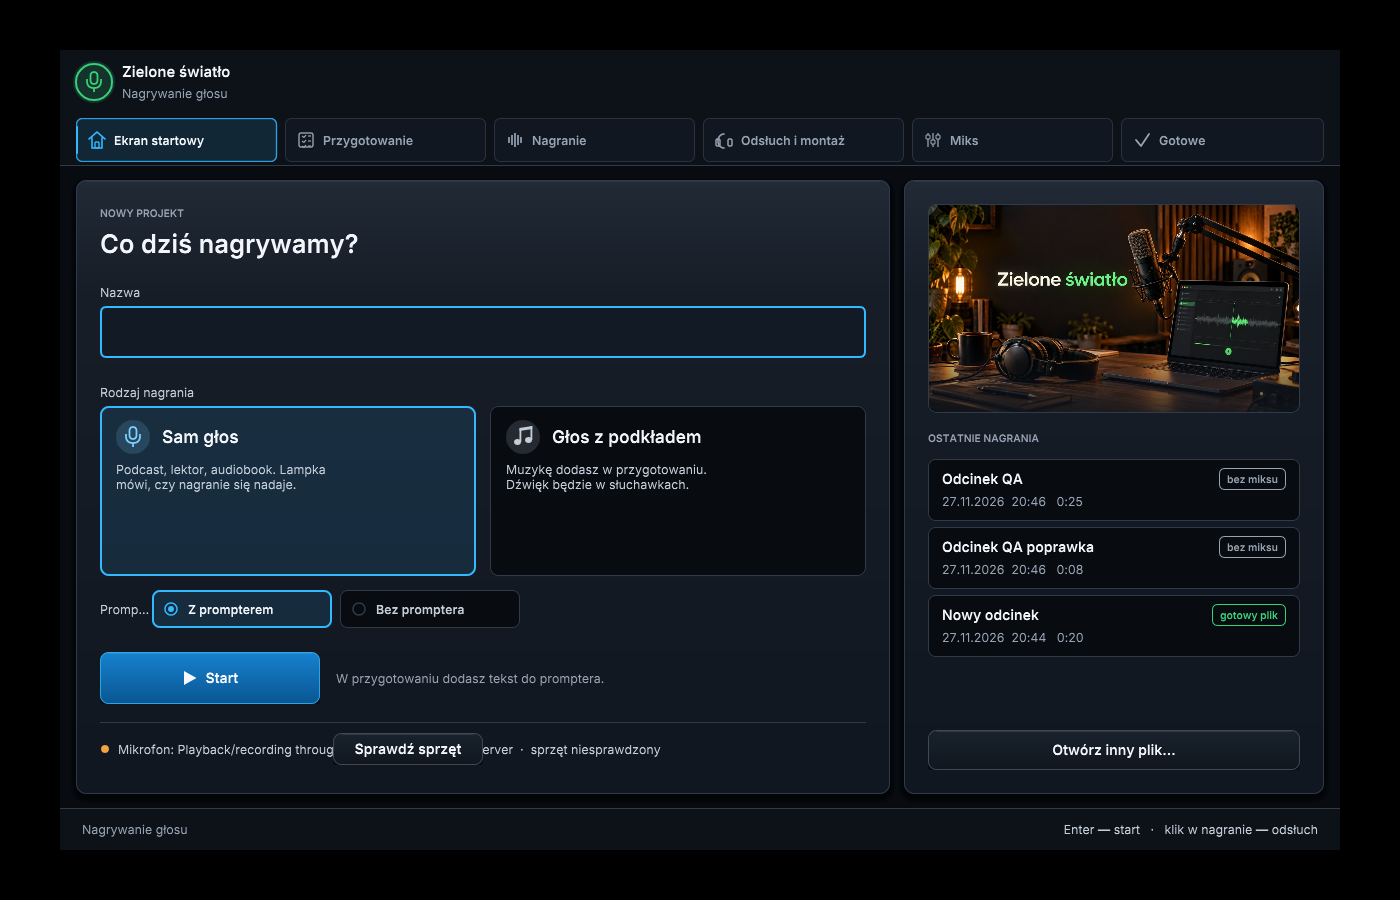 Zielone światło
Nagrywanie głosu
Ekran startowy
Przygotowanie
Nagranie
Odsłuch i montaż
Miks
Gotowe
NOWY PROJEKT
Co dziś nagrywamy?
Nazwa
Rodzaj nagrania
Sam głos
Podcast, lektor, audiobook. Lampka
mówi, czy nagranie się nadaje.
Głos z podkładem
Muzykę dodasz w przygotowaniu.
Dźwięk będzie w słuchawkach.
Promp...
Z prompterem
Bez promptera
Start
W przygotowaniu dodasz tekst do promptera.
Mikrofon: Playback/recording throug
Sprawdź sprzęt
erver · sprzęt niesprawdzony
Zielone światło
OSTATNIE NAGRANIA
Odcinek QA
bez miksu
27.11.2026 20:46 0:25
Odcinek QA poprawka
bez miksu
27.11.2026 20:46 0:08
Nowy odcinek
gotowy plik
27.11.2026 20:44 0:20
Otwórz inny plik...
Nagrywanie głosu
Enter — start · klik w nagranie — odsłuch